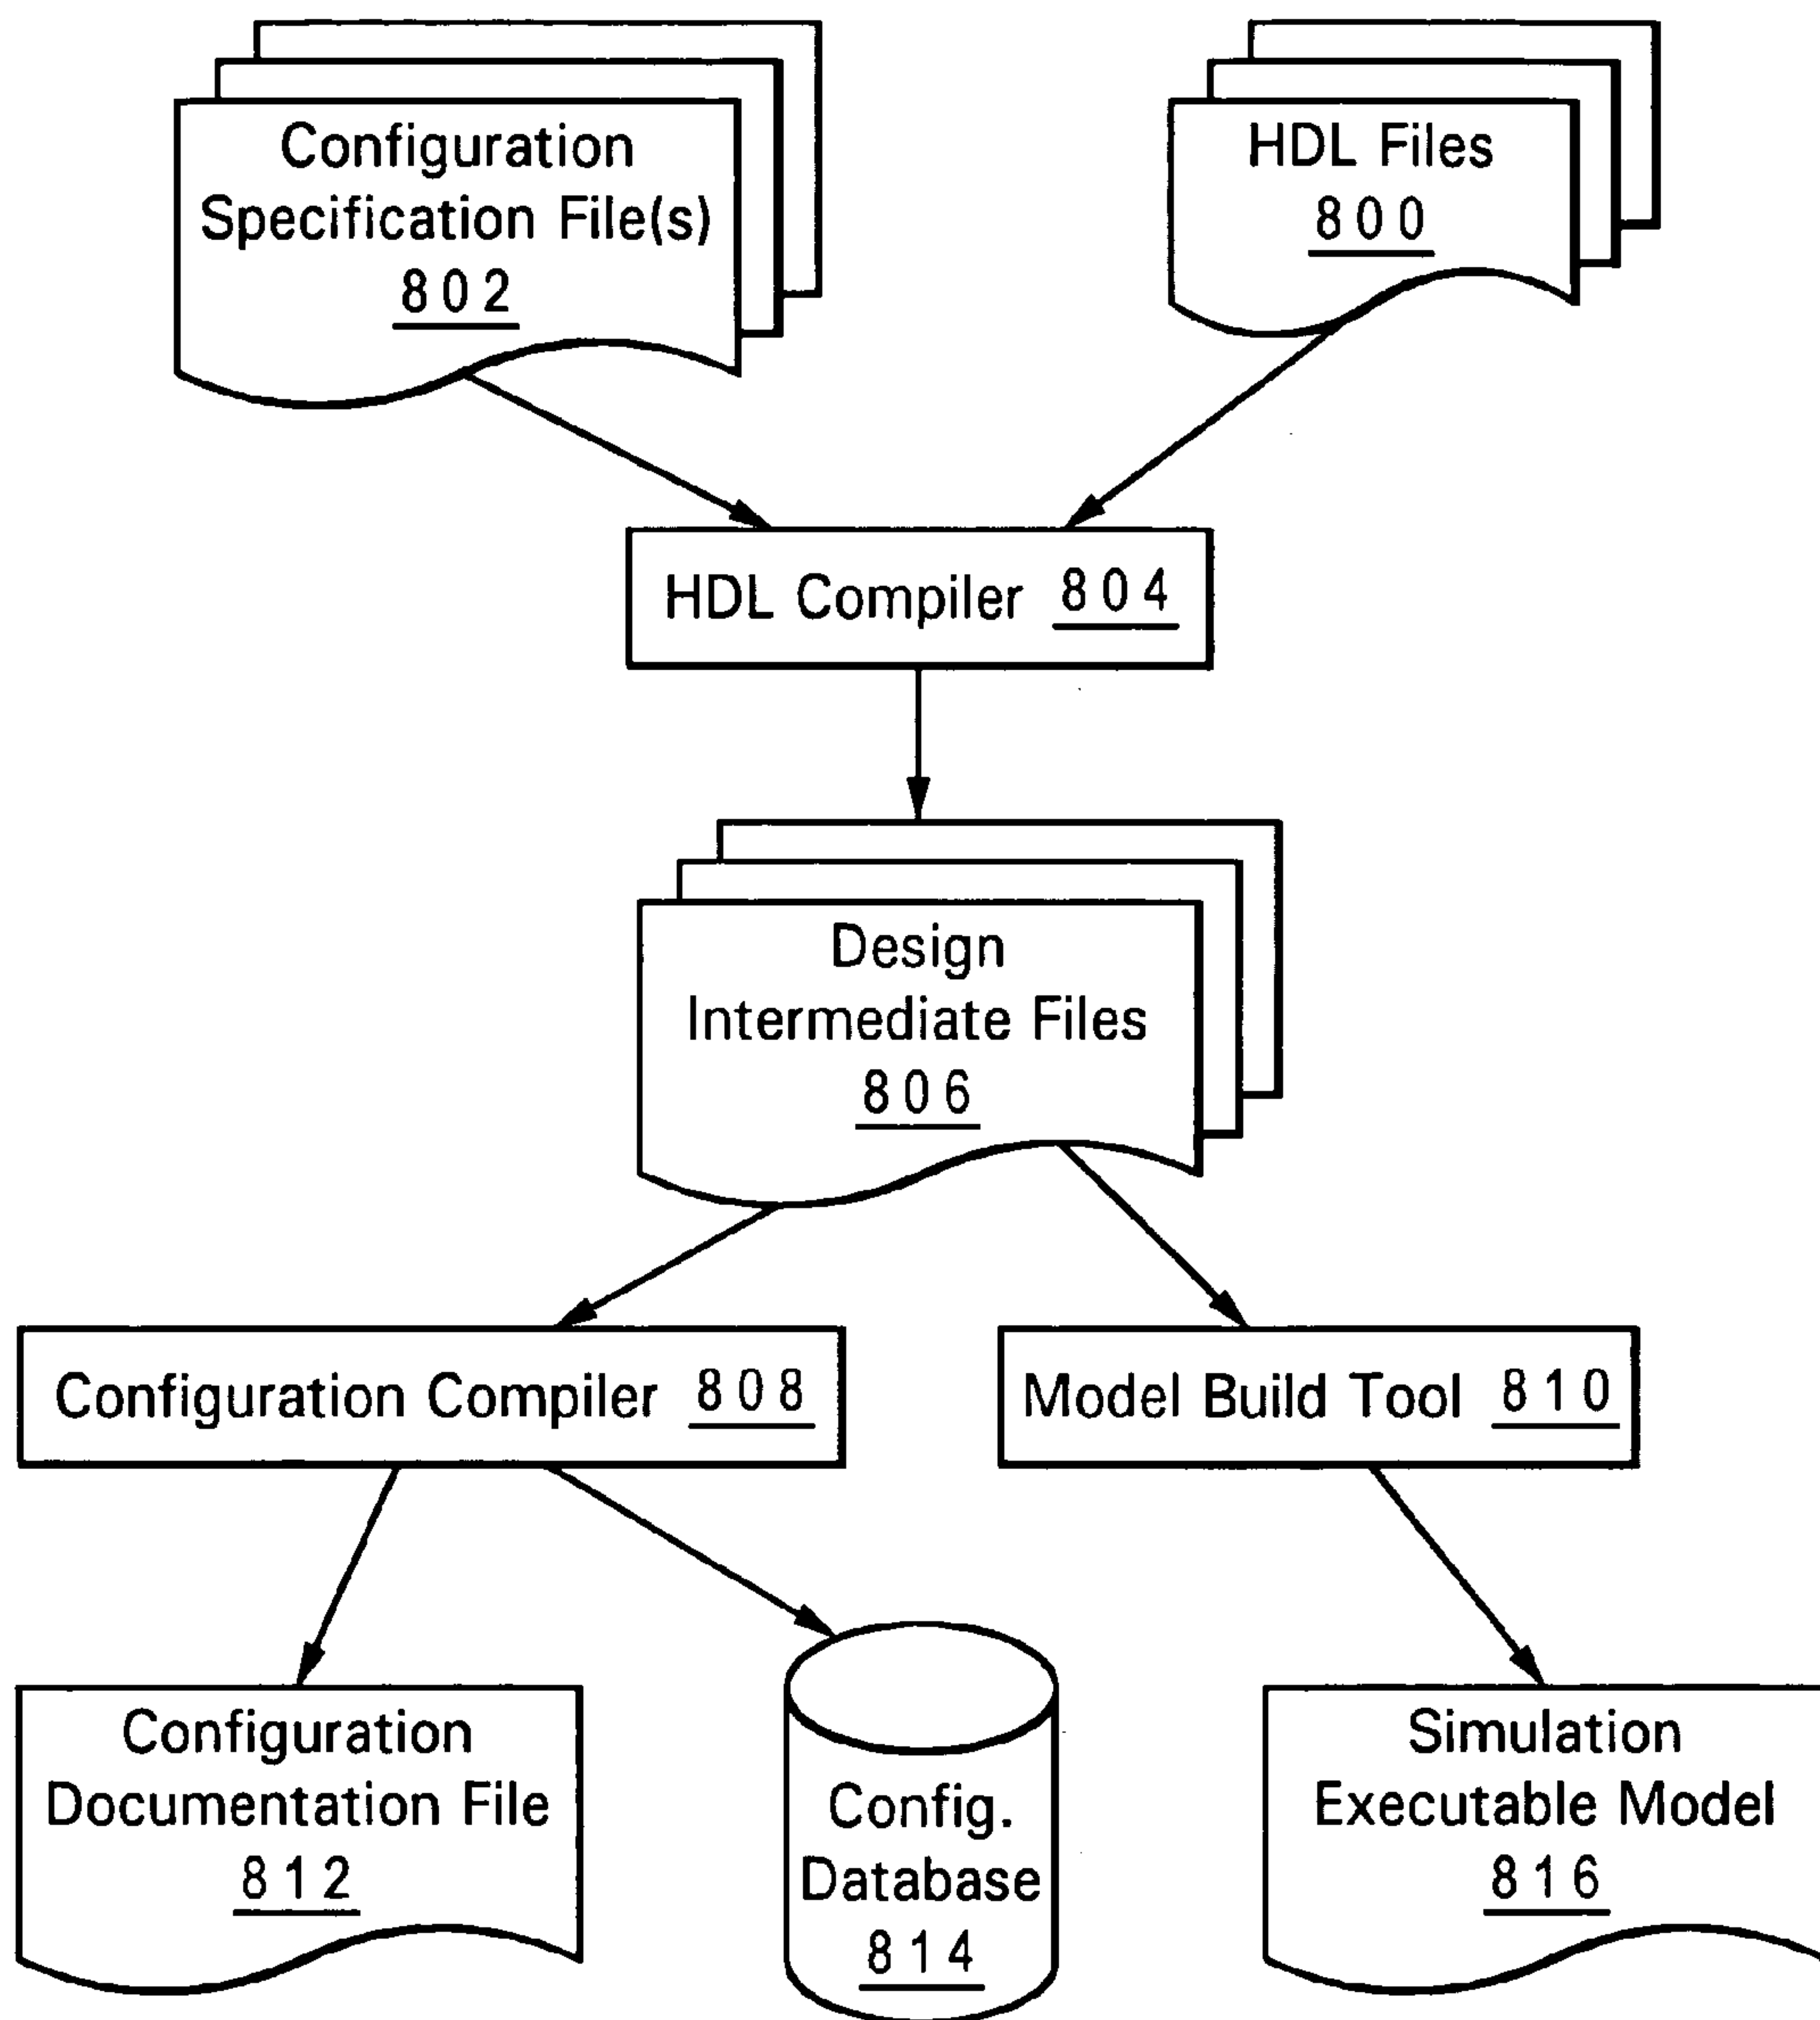 Configuration
Specification File(s)
802
HDL Files
800
HDL Compiler 804
Design
Intermediate Files
806
Configuration Compiler 808
Model Build Tool 810
Configuration
Documentation File
812
Config.
Database
814
Simulation
Executable Model
816